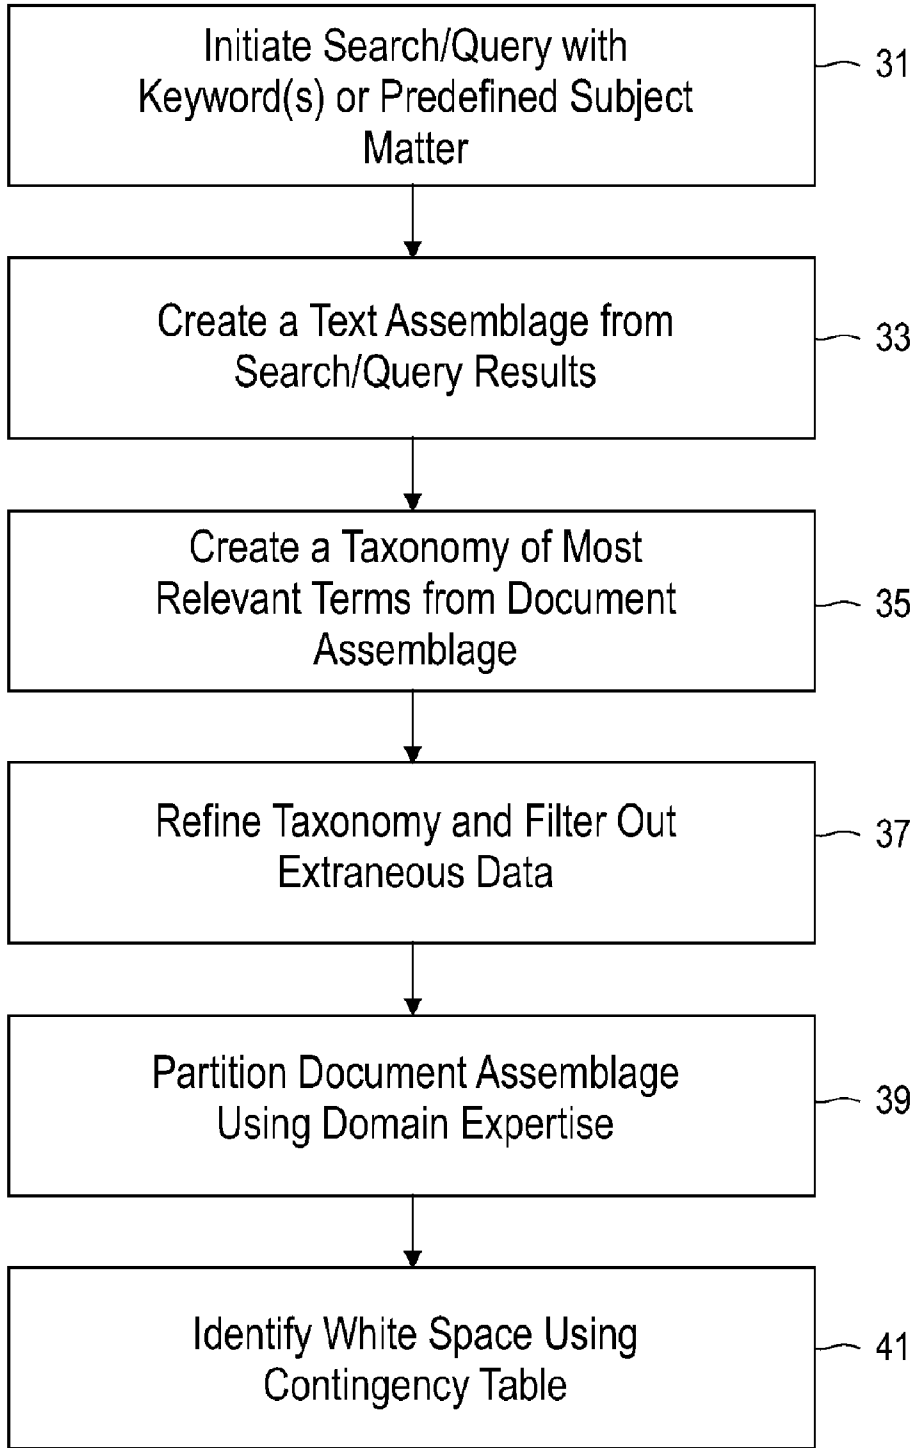 Initiate Search/Query with
Keyword(s) or Predefined Subject
Matter
31
Create a Text Assemblage from
Search/Query Results
33
Create a Taxonomy of Most
Relevant Terms from Document
Assemblage
35
Refine Taxonomy and Filter Out
Extraneous Data
37
Partition Document Assemblage
Using Domain Expertise
39
Identify White Space Using
Contingency Table
41